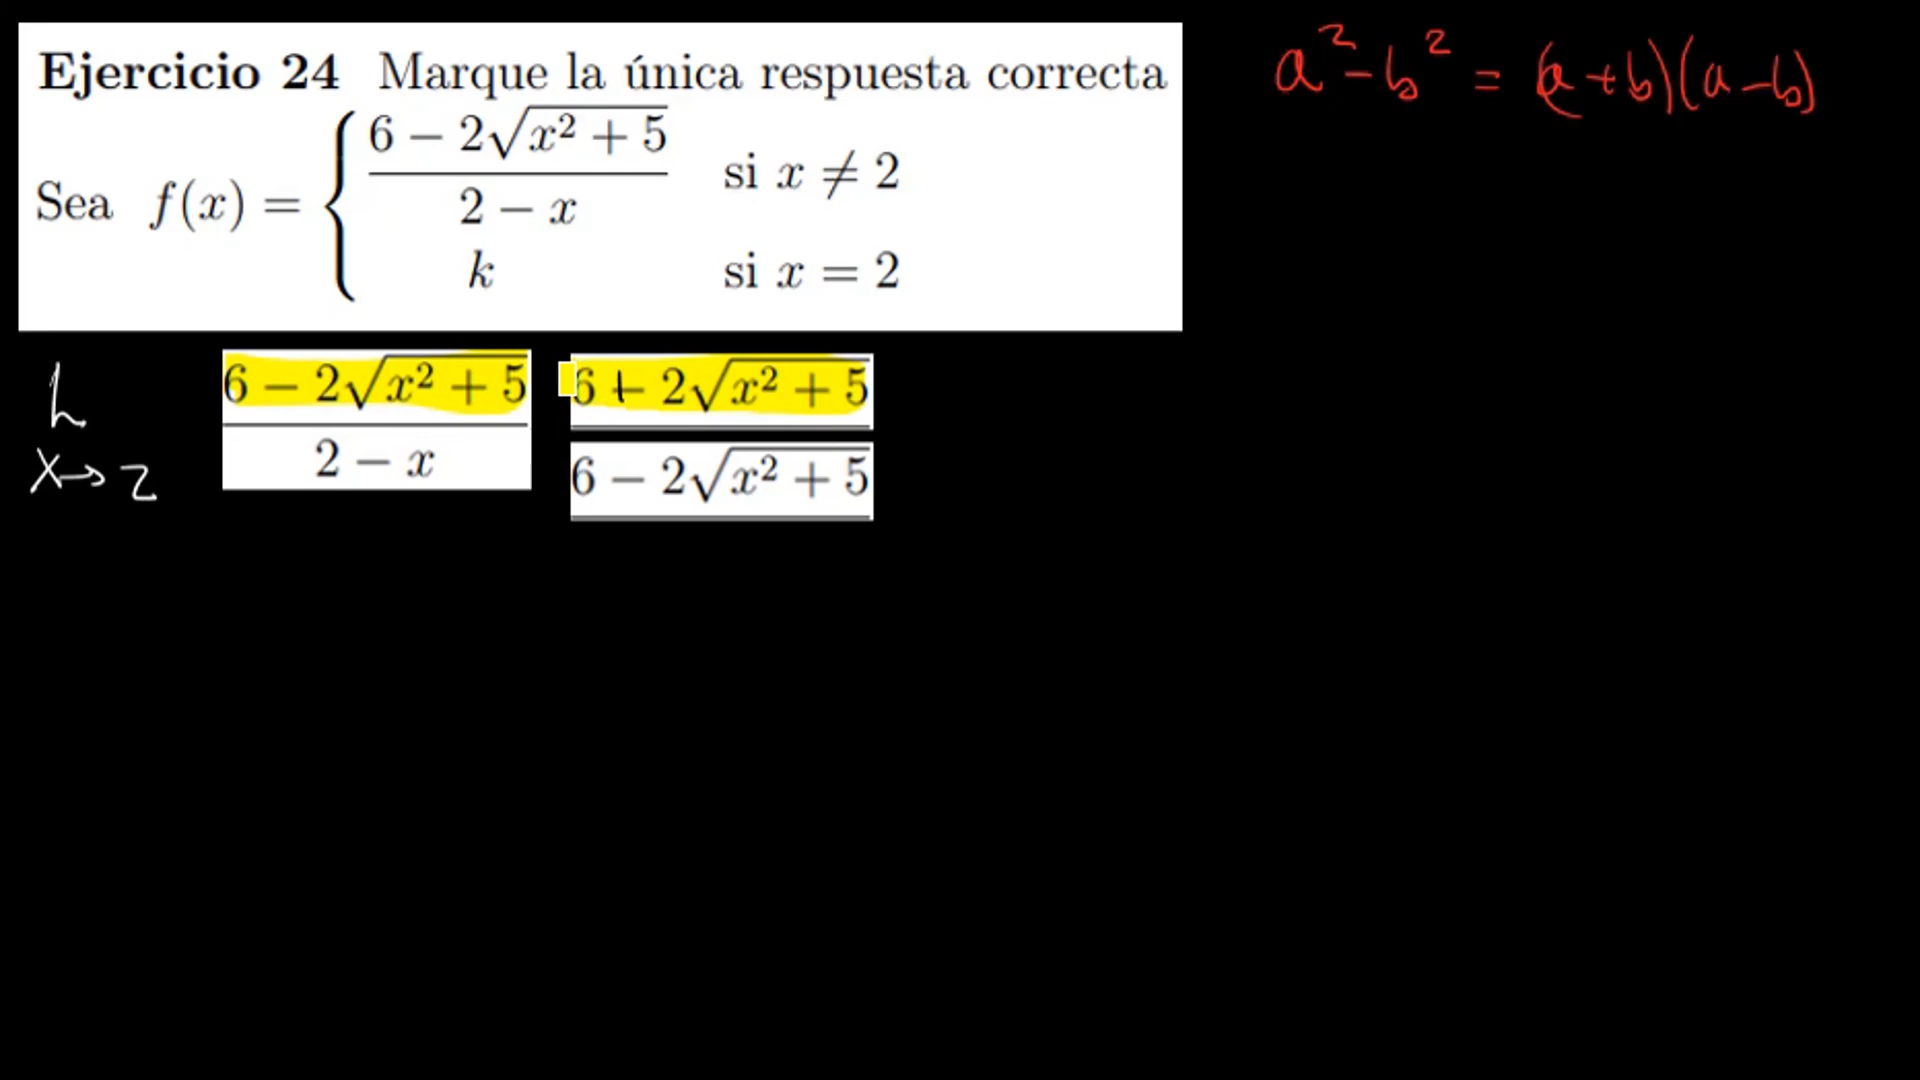 Ejercicio 24 Marque la única respuesta correcta
a² - b² = (a + b)(a - b)
6 − 2√x² + 5
si x ≠ 2
Sea f(x) =
2 − x
k si x = 2
6 − 2√x² + 5 6 + 2√x² + 5
2 − x 6 − 2√x² + 5
x → 2